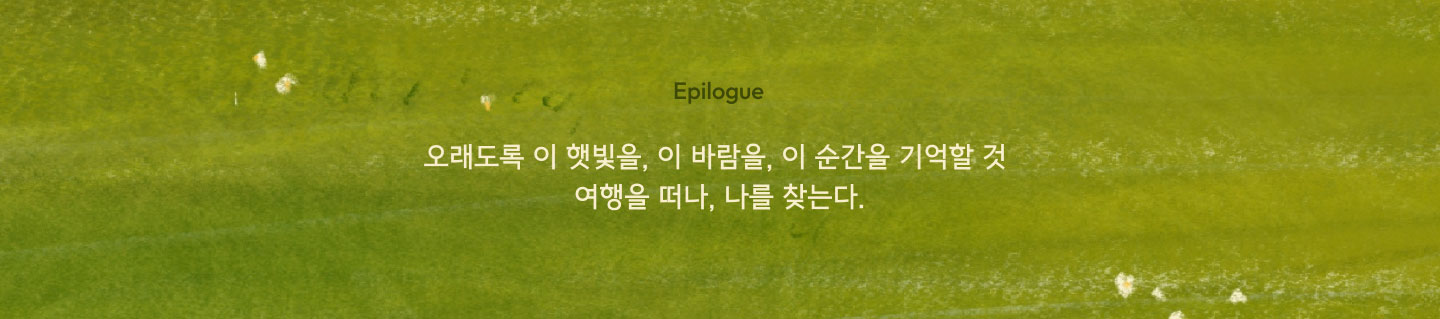 Epilogue
오래도록 이 햇빛을, 이 바람을, 이 순간을 기억할 것
여행을 떠나, 나를 찾는다.